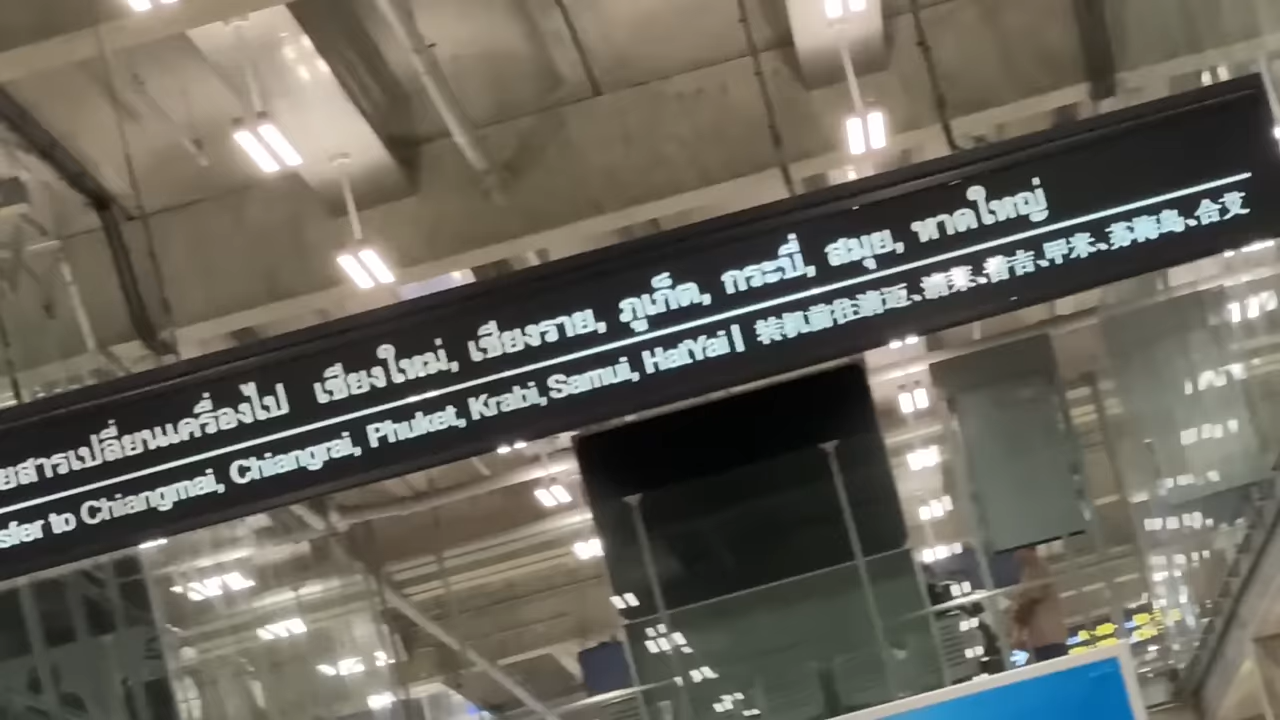 ยสารเปลี่ยนเครื่องไป เชียงใหม่, เชียงราย, ภูเก็ต, กระบี่, สมุย, หาดใหญ่
sfer to Chiangmai, Chiangrai, Phuket, Krabi, Samui, HatYai | 转机前往清迈、清莱、普吉、甲米、苏梅岛、合艾